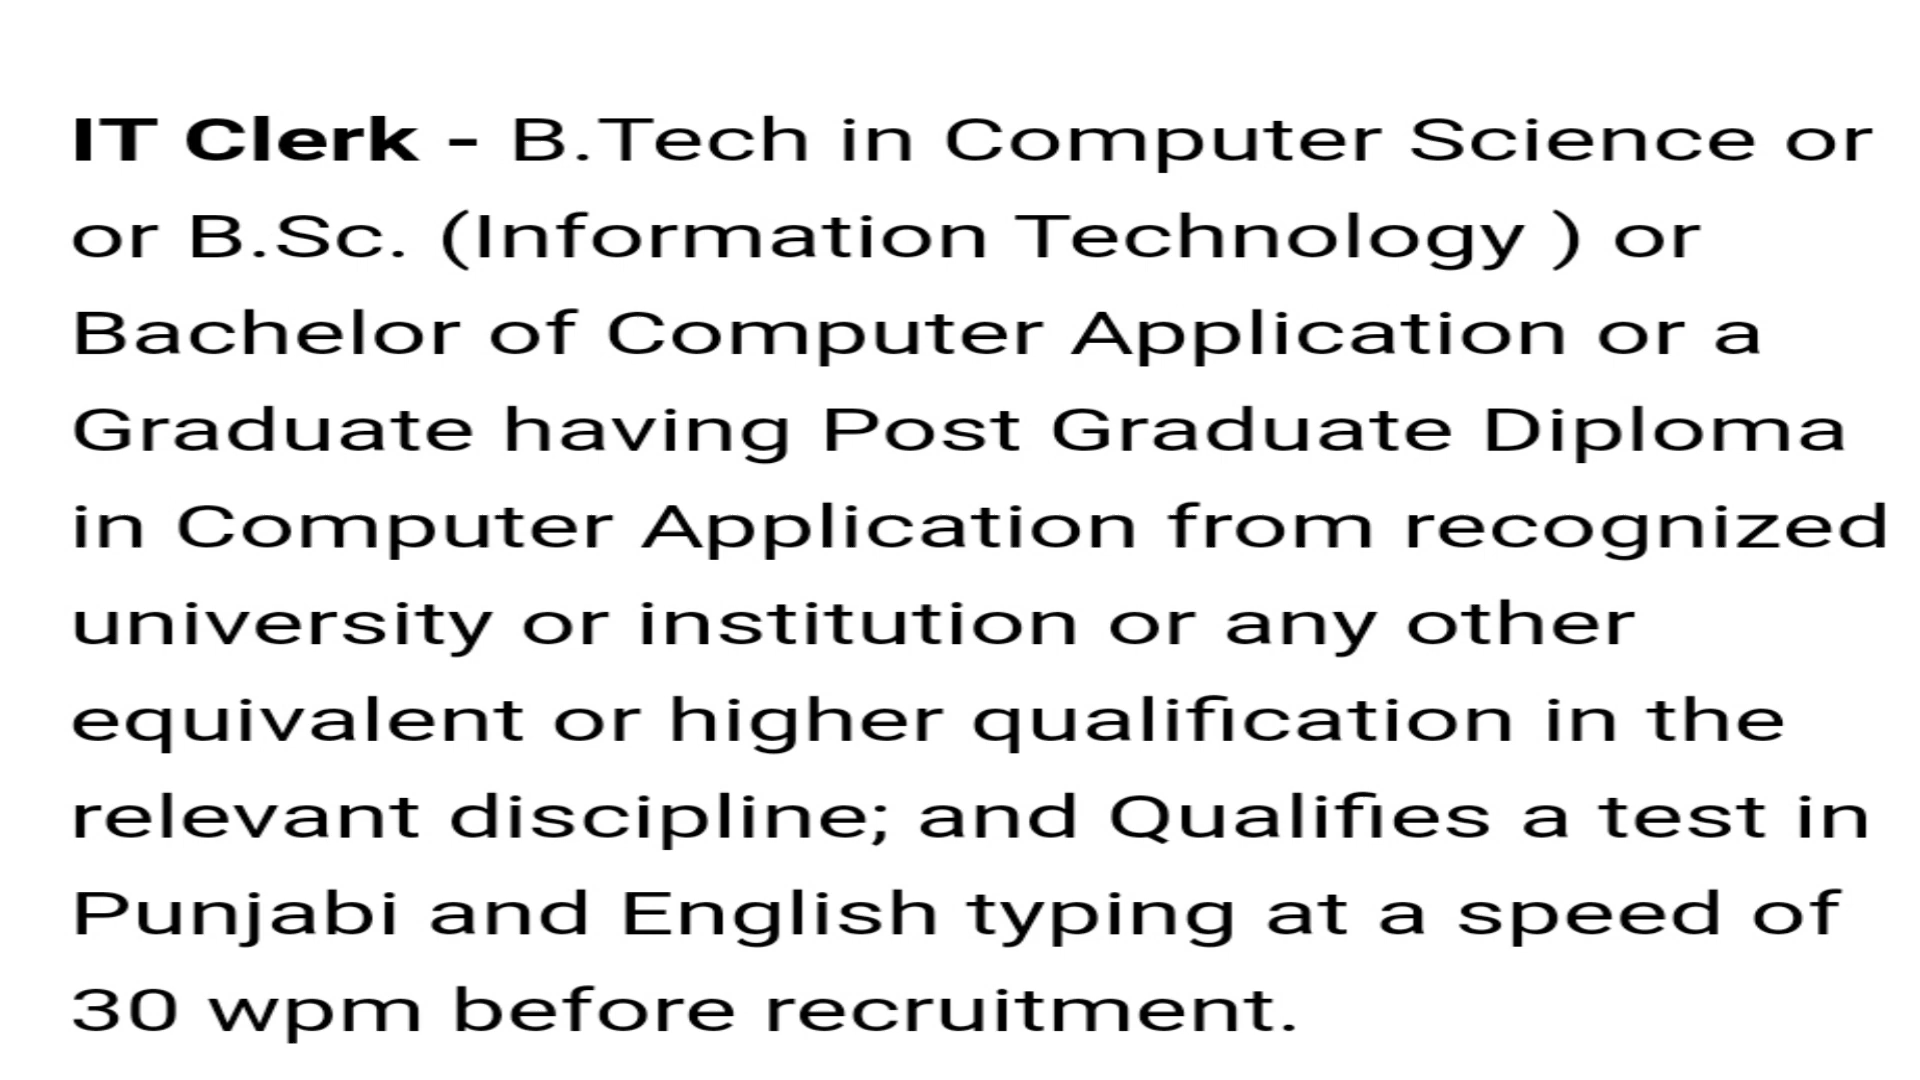 IT Clerk - B.Tech in Computer Science or
or B.Sc. (Information Technology ) or
Bachelor of Computer Application or a
Graduate having Post Graduate Diploma
in Computer Application from recognized
university or institution or any other
equivalent or higher qualification in the
relevant discipline; and Qualifies a test in
Punjabi and English typing at a speed of
30 wpm before recruitment.